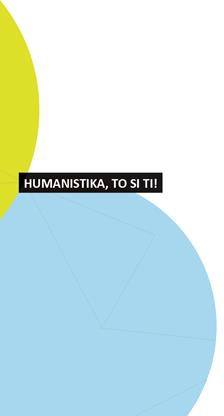 HUMANISTIKA, TO SI TI!